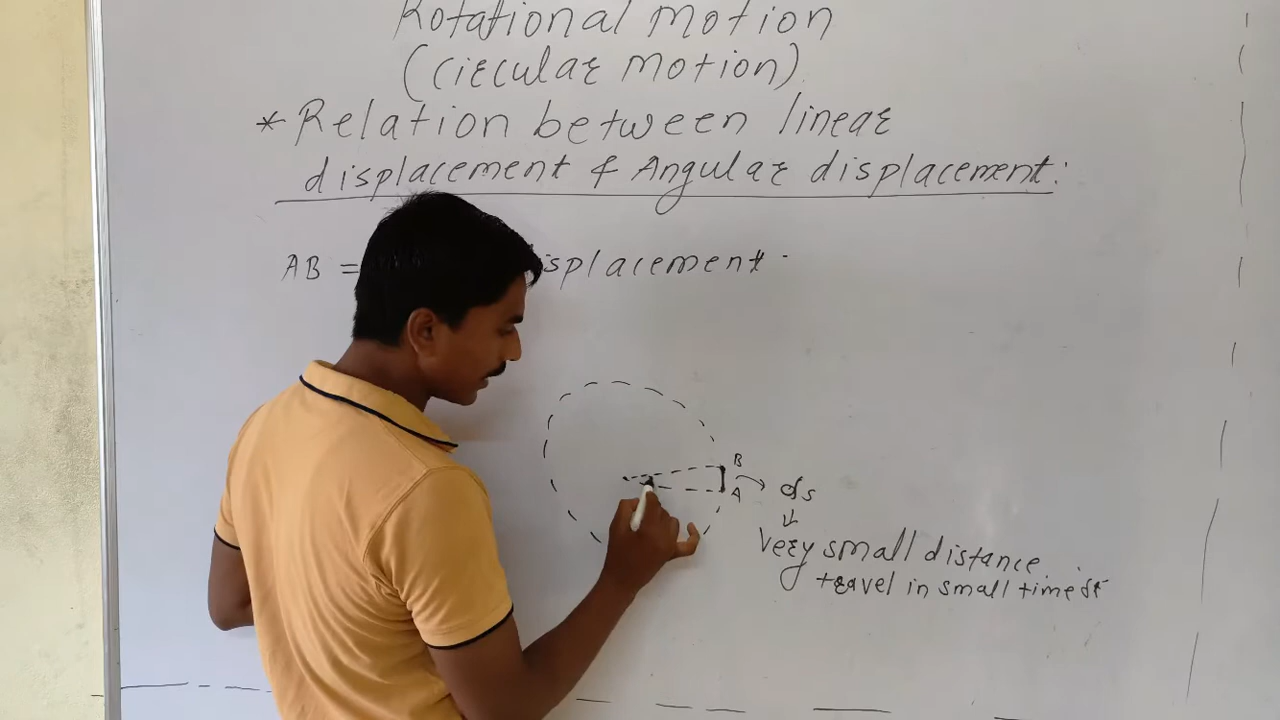 Rotational Motion
(circular Motion)
* Relation between linear
displacement & Angular displacement:
AB = isplacement.
B
A
ds
Very small distance
travel in small time dt